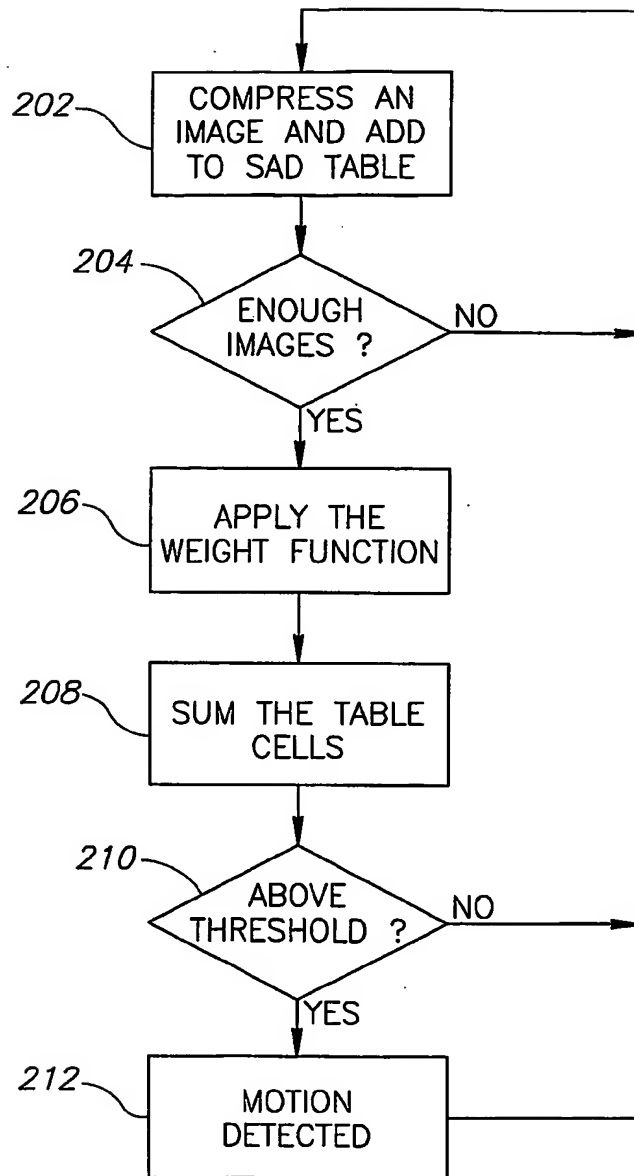 202
COMPRESS AN
IMAGE AND ADD
TO SAD TABLE
204
ENOUGH
IMAGES ?
NO
YES
206
APPLY THE
WEIGHT FUNCTION
208
SUM THE TABLE
CELLS
210
ABOVE
THRESHOLD ?
NO
YES
212
MOTION
DETECTED